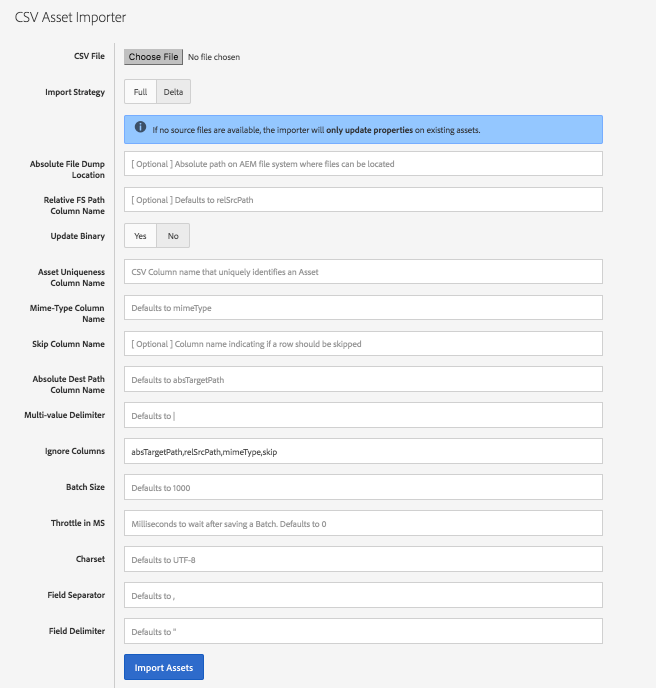 CSV Asset Importer
CSV File
Choose File No file chosen
Import Strategy
Full Delta
If no source files are available, the importer will only update properties on existing assets.
Absolute File Dump
Location
[ Optional ] Absolute path on AEM file system where files can be located
Relative FS Path
Column Name
[ Optional ] Defaults to relSrcPath
Update Binary
Yes No
Asset Uniqueness
Column Name
CSV Column name that uniquely identifies an Asset
Mime-Type Column
Name
Defaults to mimeType
Skip Column Name
[ Optional ] Column name indicating if a row should be skipped
Absolute Dest Path
Column Name
Defaults to absTargetPath
Multi-value Delimiter
Defaults to |
Ignore Columns
absTargetPath,relSrcPath,mimeType,skip
Batch Size
Defaults to 1000
Throttle in MS
Milliseconds to wait after saving a Batch. Defaults to 0
Charset
Defaults to UTF-8
Field Separator
Defaults to ,
Field Delimiter
Defaults to "
Import Assets